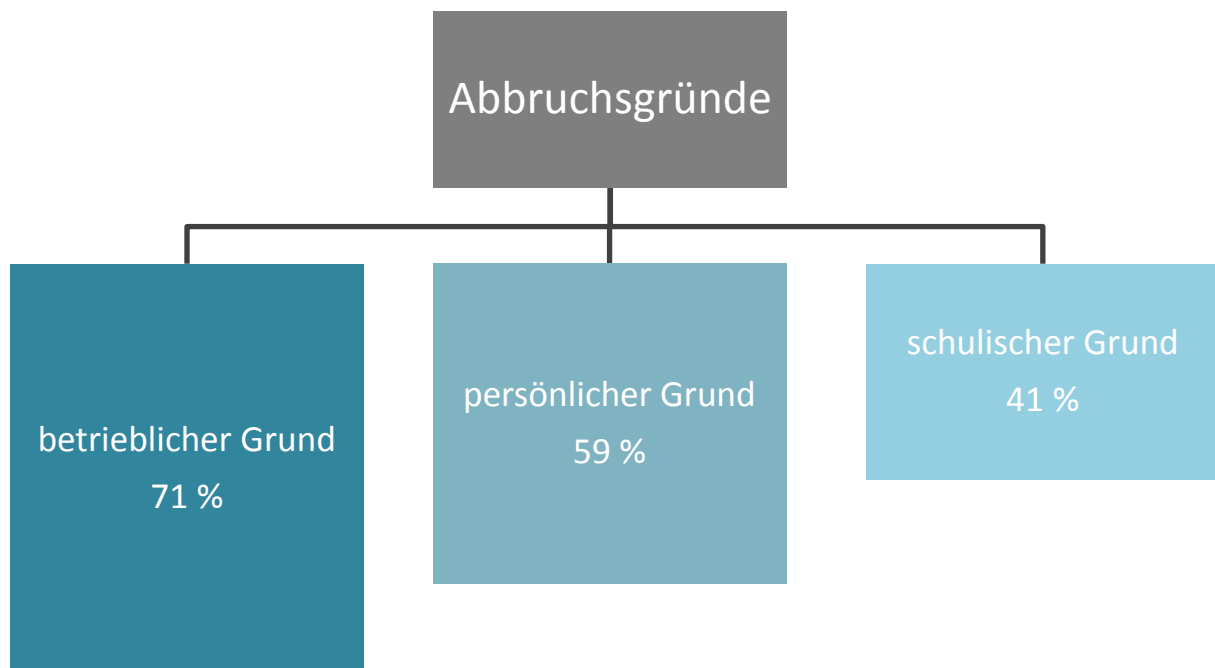 Abbruchsgründe
betrieblicher Grund
71 %
persönlicher Grund
59 %
schulischer Grund
41 %